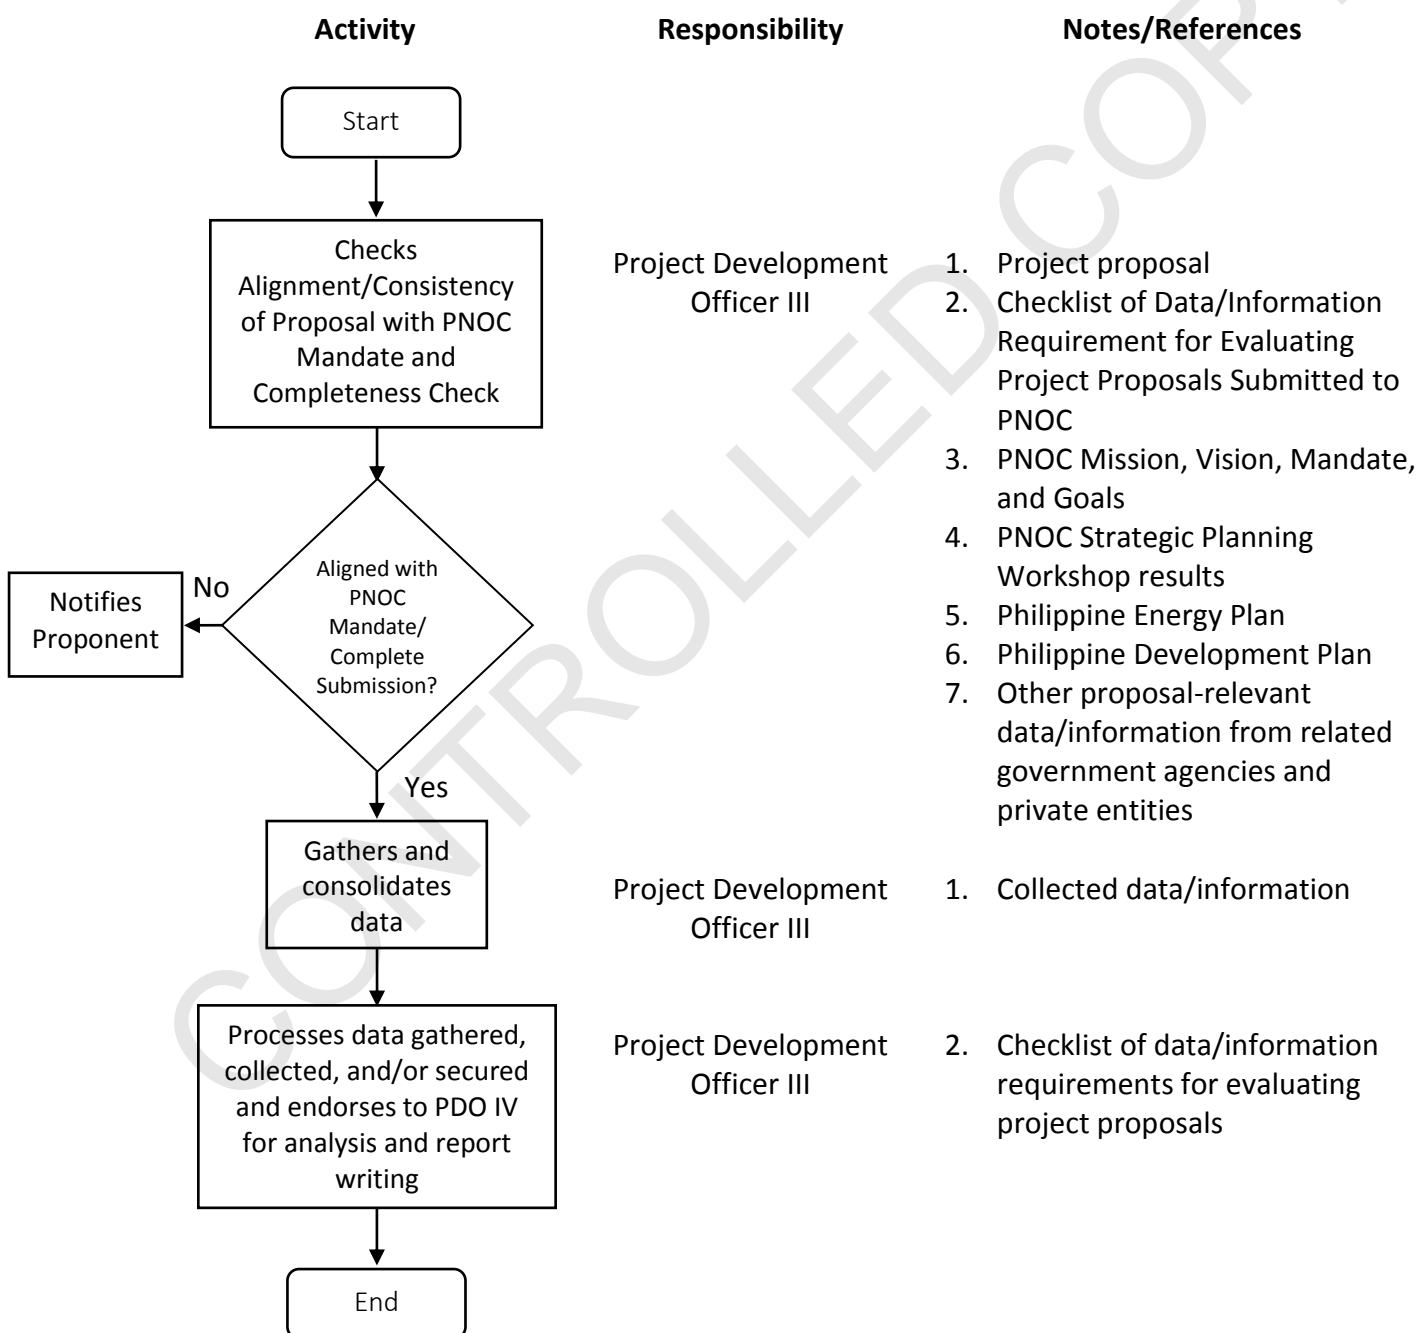 Activity
Responsibility
Notes/References
Start
Checks
Alignment/Consistency
of Proposal with PNOC
Mandate and
Completeness Check
Project Development
Officer III
1. Project proposal
2. Checklist of Data/Information
Requirement for Evaluating
Project Proposals Submitted to
PNOC
3. PNOC Mission, Vision, Mandate,
and Goals
4. PNOC Strategic Planning
Workshop results
5. Philippine Energy Plan
6. Philippine Development Plan
7. Other proposal-relevant
data/information from related
government agencies and
private entities
Aligned with
PNOC
Mandate/
Complete
Submission?
No
Notifies
Proponent
Yes
Gathers and
consolidates
data
Project Development
Officer III
1. Collected data/information
Processes data gathered,
collected, and/or secured
and endorses to PDO IV
for analysis and report
writing
Project Development
Officer III
2. Checklist of data/information
requirements for evaluating
project proposals
End
CONTROLLED COP